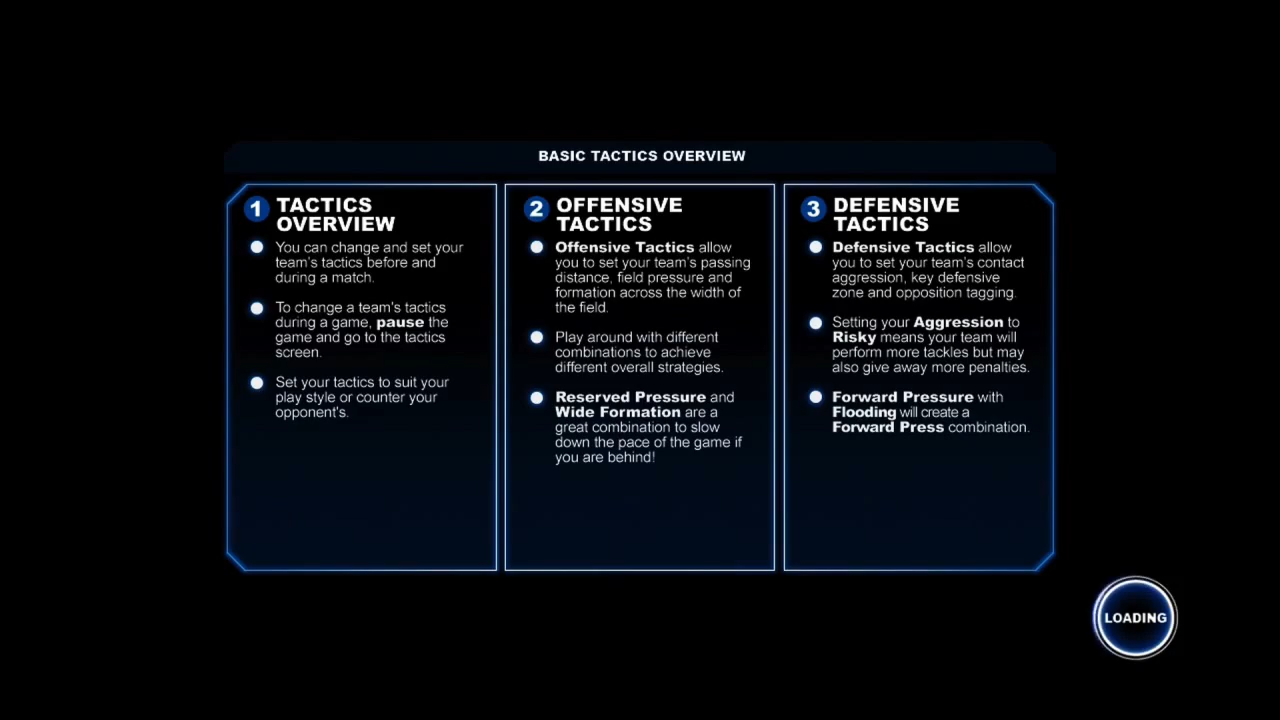 BASIC TACTICS OVERVIEW
1 TACTICS
OVERVIEW
You can change and set your
team's tactics before and
during a match.
To change a team's tactics
during a game, pause the
game and go to the tactics
screen.
Set your tactics to suit your
play style or counter your
opponent's.
2 OFFENSIVE
TACTICS
Offensive Tactics allow
you to set your team's passing
distance, field pressure and
formation across the width of
the field.
Play around with different
combinations to achieve
different overall strategies.
Reserved Pressure and
Wide Formation are a
great combination to slow
down the pace of the game if
you are behind!
3 DEFENSIVE
TACTICS
Defensive Tactics allow
you to set your team's contact
aggression, key defensive
zone and opposition tagging.
Setting your Aggression to
Risky means your team will
perform more tackles but may
also give away more penalties.
Forward Pressure with
Flooding will create a
Forward Press combination.
LOADING